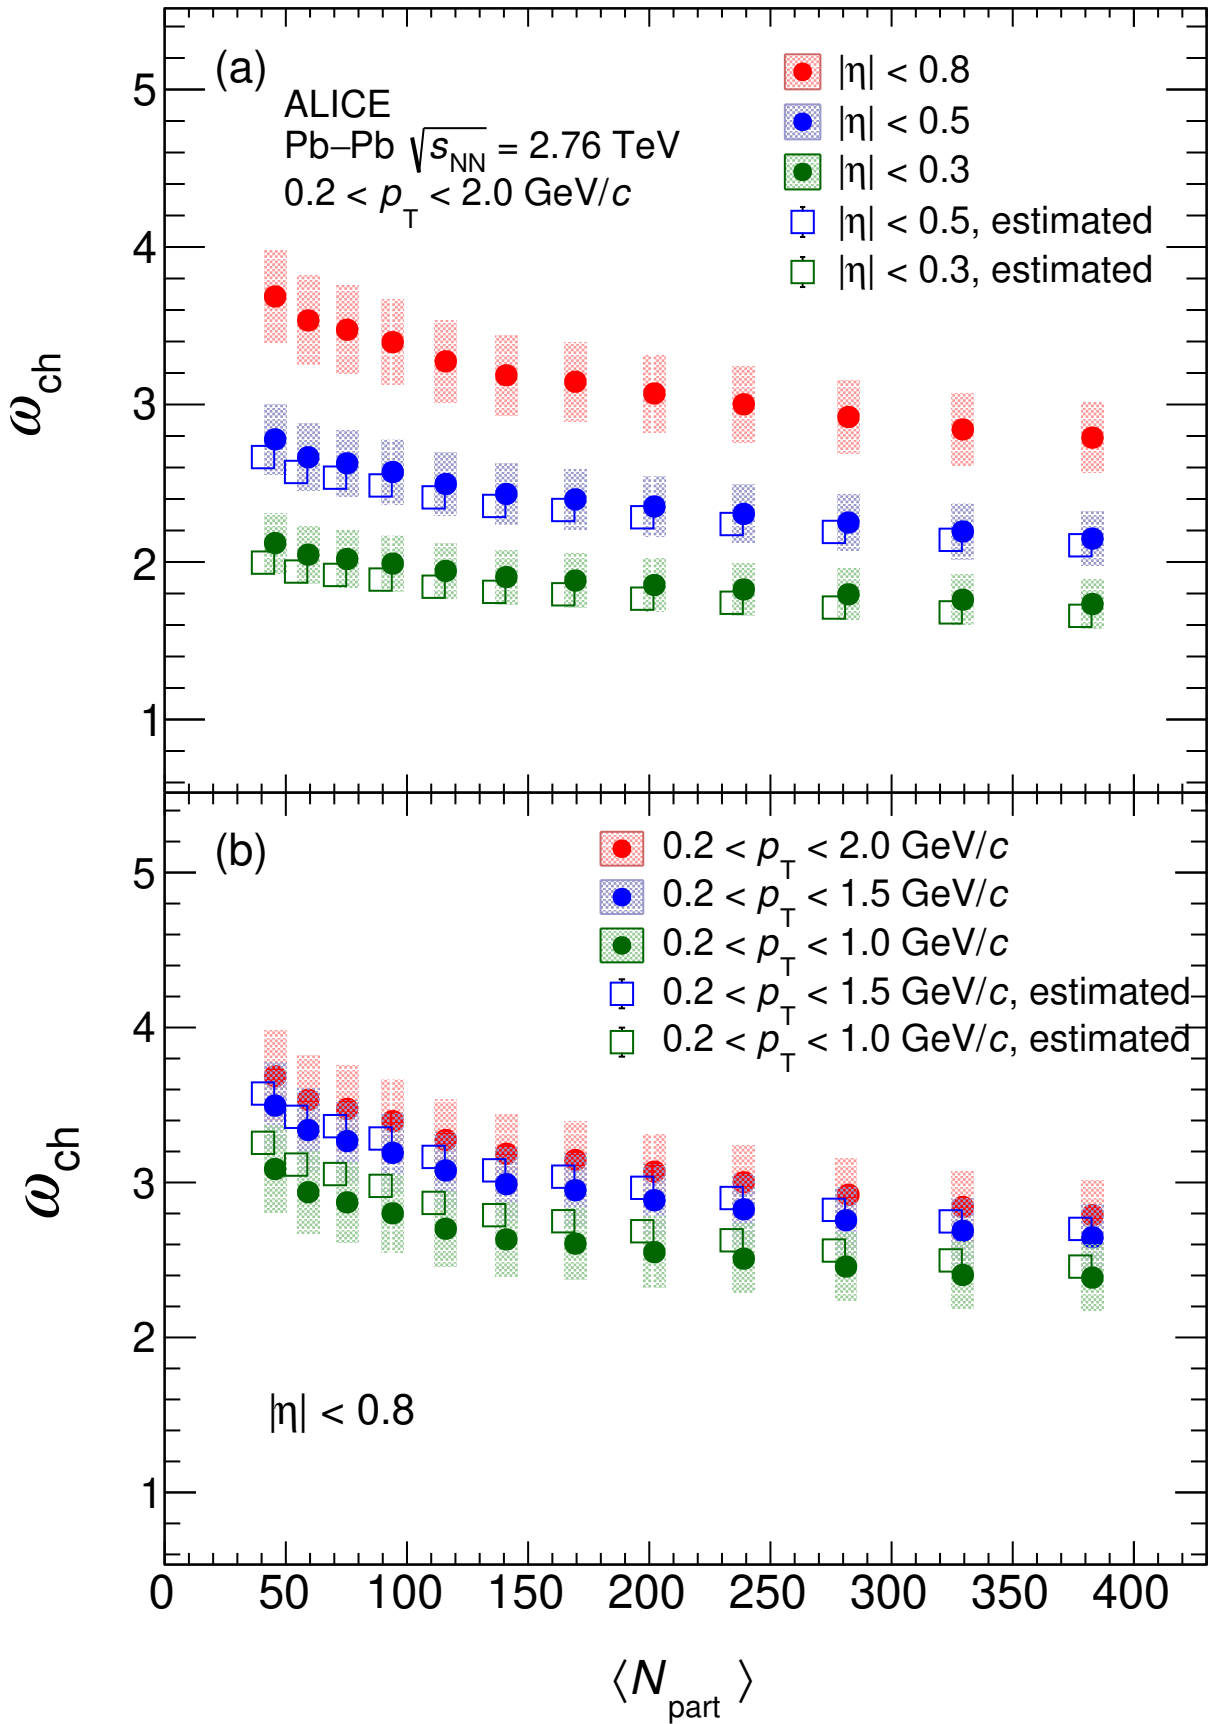 (a)
ALICE
Pb–Pb √sNN = 2.76 TeV
0.2 < pT < 2.0 GeV/c
|η| < 0.8
|η| < 0.5
|η| < 0.3
|η| < 0.5, estimated
|η| < 0.3, estimated
5
4
3
2
1
ωch
(b)
0.2 < pT < 2.0 GeV/c
0.2 < pT < 1.5 GeV/c
0.2 < pT < 1.0 GeV/c
0.2 < pT < 1.5 GeV/c, estimated
0.2 < pT < 1.0 GeV/c, estimated
5
4
3
2
1
ωch
|η| < 0.8
0 50 100 150 200 250 300 350 400
⟨Npart⟩